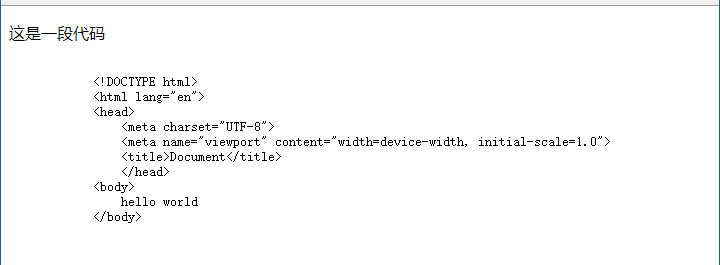 这是一段代码
<!DOCTYPE html>
<html lang="en">
<head>
    <meta charset="UTF-8">
    <meta name="viewport" content="width=device-width, initial-scale=1.0">
    <title>Document</title>
    </head>
<body>
    hello world
</body>